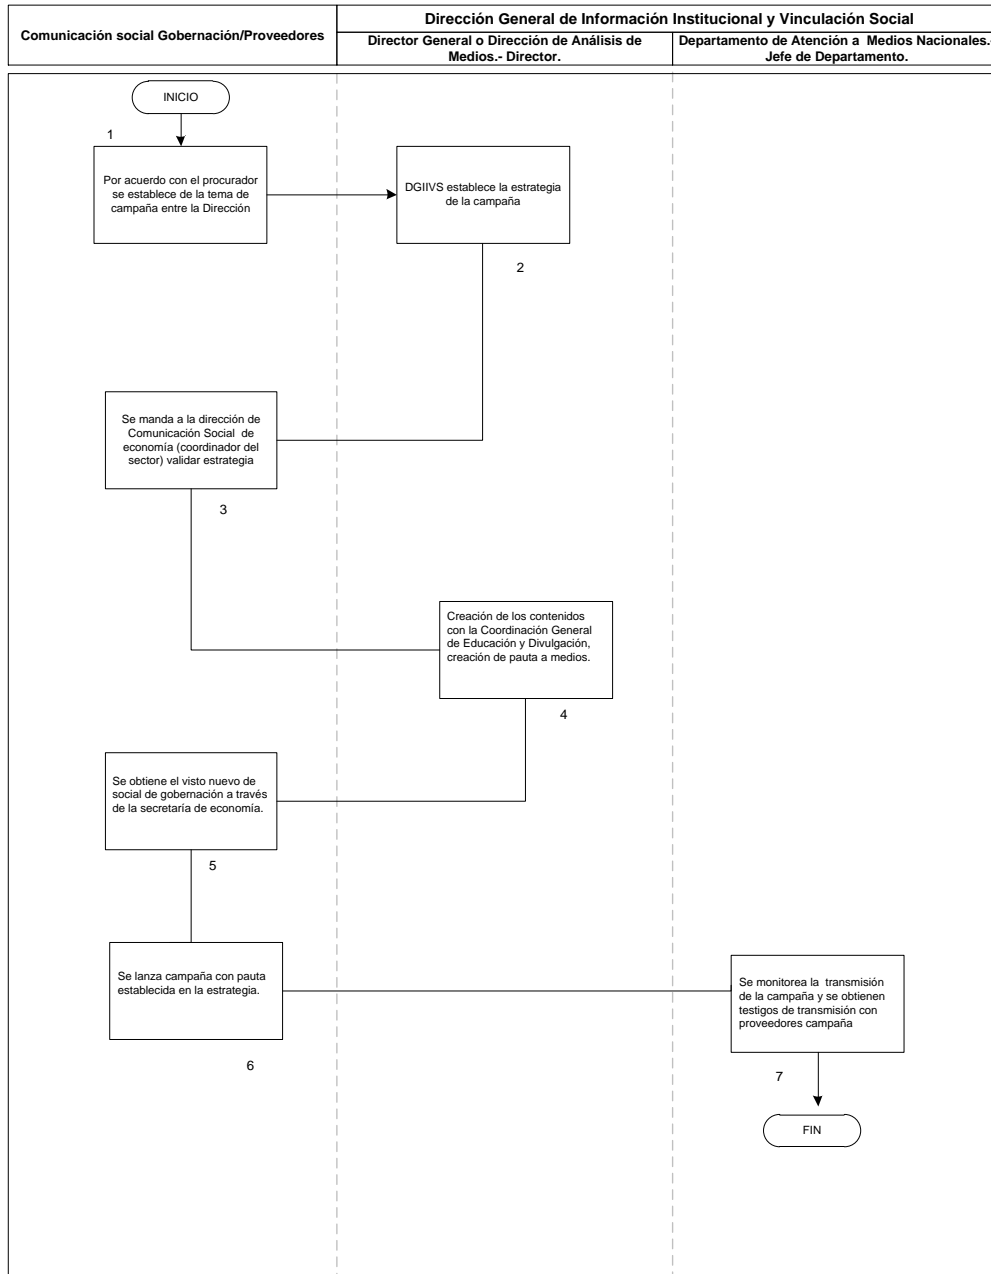 Comunicación social Gobernación/Proveedores
Dirección General de Información Institucional y Vinculación Social
Director General o Dirección de Análisis de
Medios.- Director.
Departamento de Atención a Medios Nacionales.-
Jefe de Departamento.
INICIO
1
Por acuerdo con el procurador
se establece de la tema de
campaña entre la Dirección
DGIIVS establece la estrategia
de la campaña
2
Se manda a la dirección de
Comunicación Social de
economía (coordinador del
sector) validar estrategia
3
Creación de los contenidos
con la Coordinación General
de Educación y Divulgación,
creación de pauta a medios.
4
Se obtiene el visto nuevo de
social de gobernación a través
de la secretaría de economía.
5
Se lanza campaña con pauta
establecida en la estrategia.
6
Se monitorea la transmisión
de la campaña y se obtienen
testigos de transmisión con
proveedores campaña
7
FIN